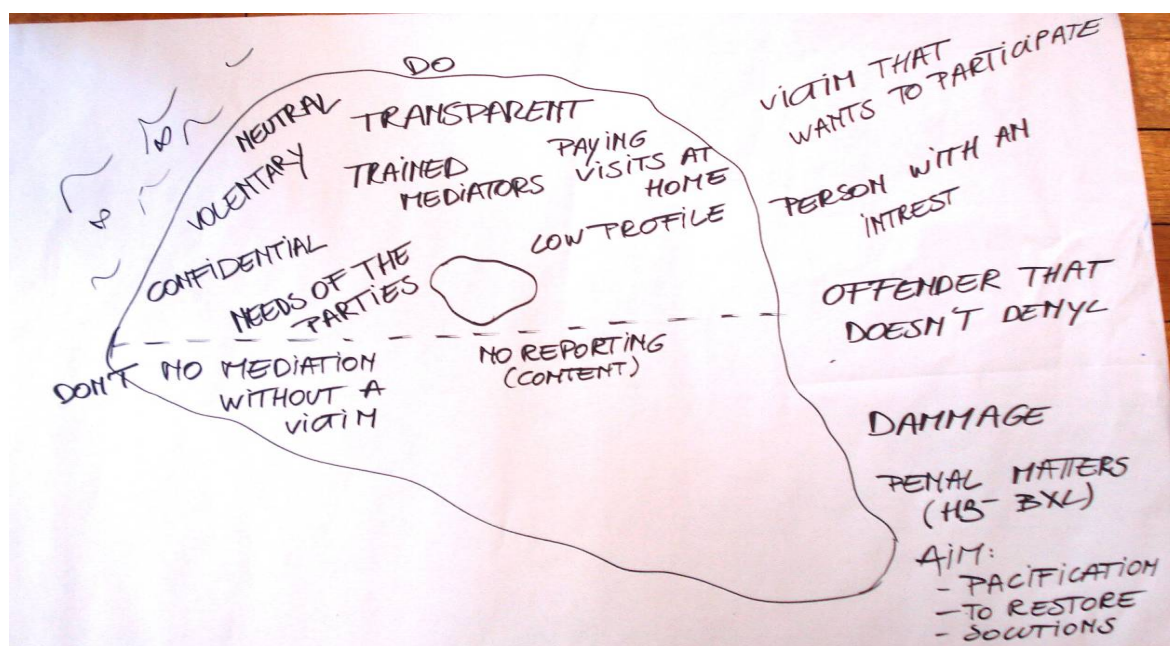 DO
NEUTRAL
VOLENTARY
CONFIDENTIAL
TRANSPARENT
TRAINED
MEDIATORS
PAYING
VISITS AT
HOME
LOW PROFILE
NEEDS OF THE
PARTIES
DON'T
NO MEDIATION
WITHOUT A
VICTIM
NO REPORTING
(CONTENT)
VICTIM THAT
WANTS TO PARTICIPATE
PERSON WITH AN
INTREST
OFFENDER THAT
DOESN'T DENYL
DAMMAGE
PENAL MATTERS
(HB- BXL)
AIM:
- PACIFICATION
- TO RESTORE
- SOLUTIONS